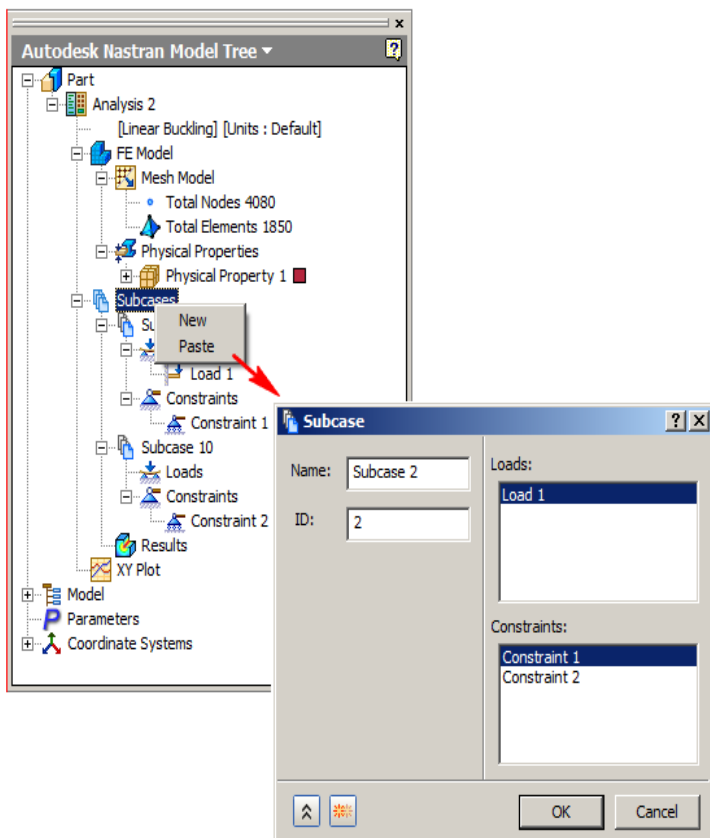 Autodesk Nastran Model Tree
Part
Analysis 2
[Linear Buckling] [Units : Default]
FE Model
Mesh Model
Total Nodes 4080
Total Elements 1850
Physical Properties
Physical Property 1
Subcases
New
Su
Paste
Load 1
Constraints
Constraint 1
Subcase 10
Loads
Constraints
Constraint 2
Results
XY Plot
Model
Parameters
Coordinate Systems
Subcase
Name: Subcase 2
ID: 2
Loads:
Load 1
Constraints:
Constraint 1
Constraint 2
OK Cancel